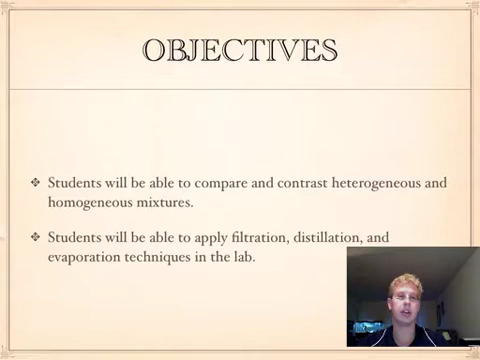 OBJECTIVES
Students will be able to compare and contrast heterogeneous and
homogeneous mixtures.
Students will be able to apply filtration, distillation, and
evaporation techniques in the lab.